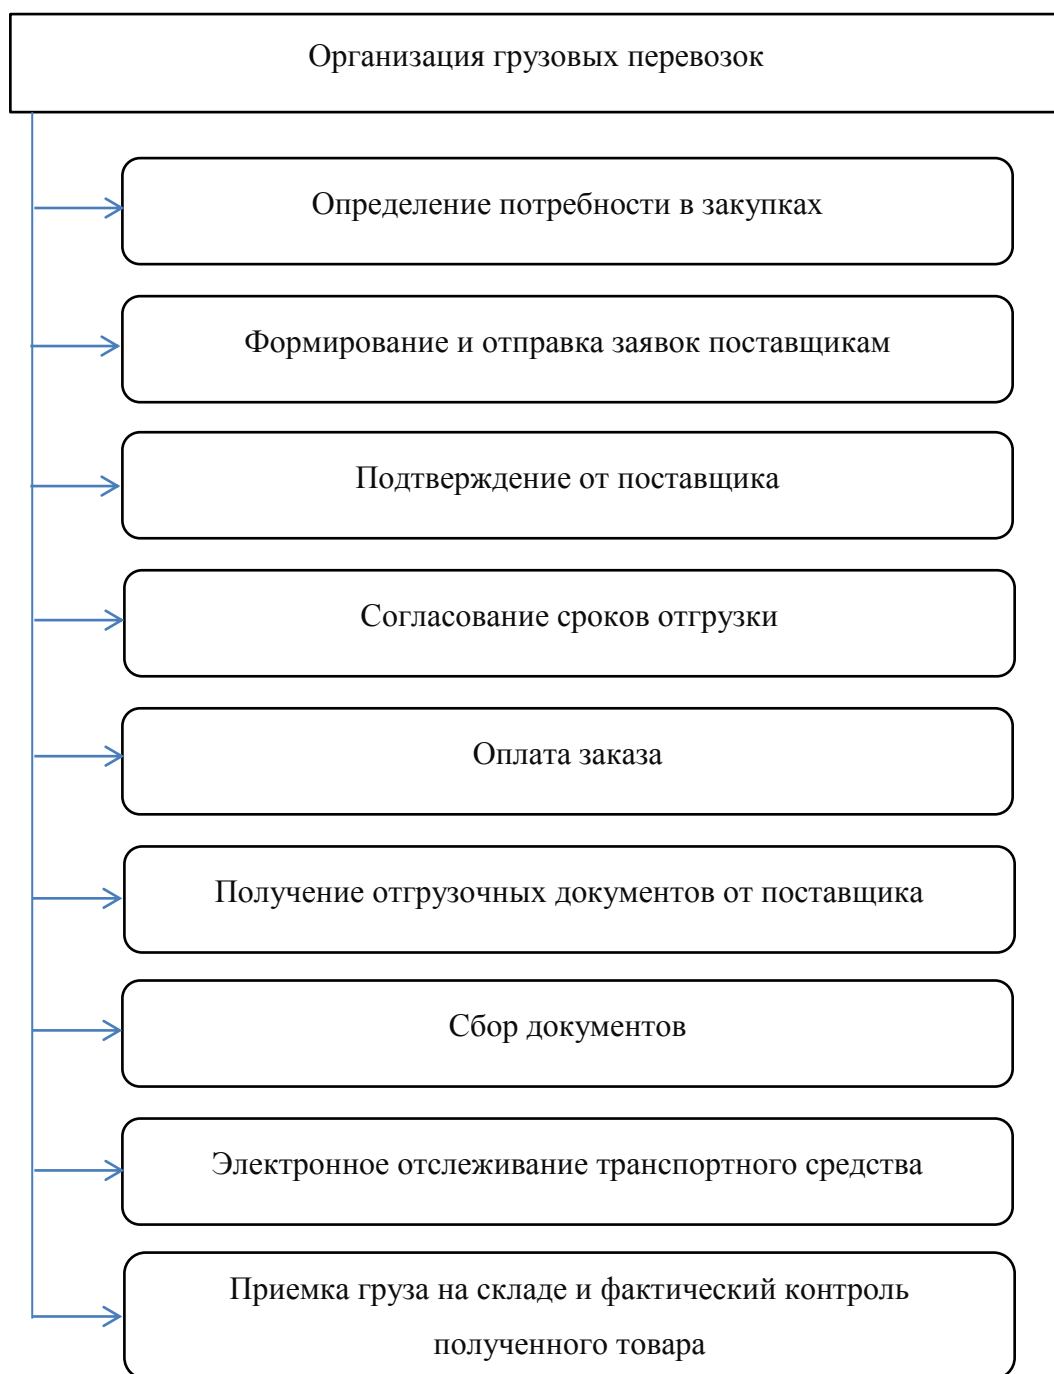 Организация грузовых перевозок
Определение потребности в закупках
Формирование и отправка заявок поставщикам
Подтверждение от поставщика
Согласование сроков отгрузки
Оплата заказа
Получение отгрузочных документов от поставщика
Сбор документов
Электронное отслеживание транспортного средства
Приемка груза на складе и фактический контроль
полученного товара